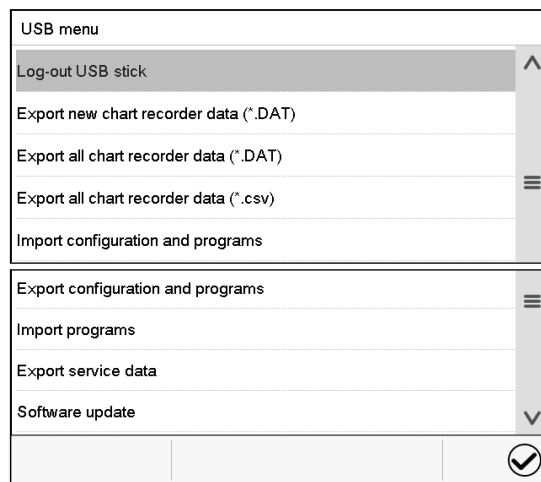 USB menu
Log-out USB stick
Export new chart recorder data (*.DAT)
Export all chart recorder data (*.DAT)
Export all chart recorder data (*.csv)
Import configuration and programs
Export configuration and programs
Import programs
Export service data
Software update